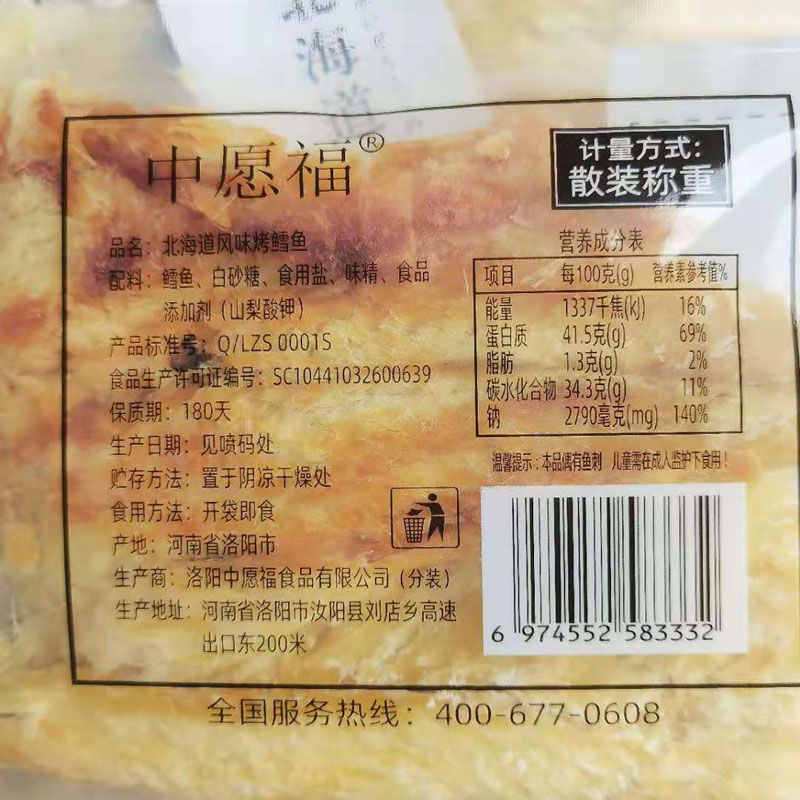 北海道
中愿福®
计量方式:
散装称重
品名：北海道风味烤鳕鱼
配料：鳕鱼、白砂糖、食用盐、味精、食品
添加剂（山梨酸钾）
产品标准号：Q/LZS 0001S
食品生产许可证编号：SC10441032600639
保质期：180天
生产日期：见喷码处
贮存方法：置于阴凉干燥处
食用方法：开袋即食
产地：河南省洛阳市
生产商：洛阳中愿福食品有限公司（分装）
生产地址：河南省洛阳市汝阳县刘店乡高速
出口东200米
营养成分表
项目 每100克(g) 营养素参考值%
能量 1337千焦(kJ) 16%
蛋白质 41.5克(g) 69%
脂肪 1.3克(g) 2%
碳水化合物 34.3克(g) 11%
钠 2790毫克(mg) 140%
温馨提示：本品偶有鱼刺 儿童需在成人监护下食用！
6 974552 583332
全国服务热线：400-677-0608